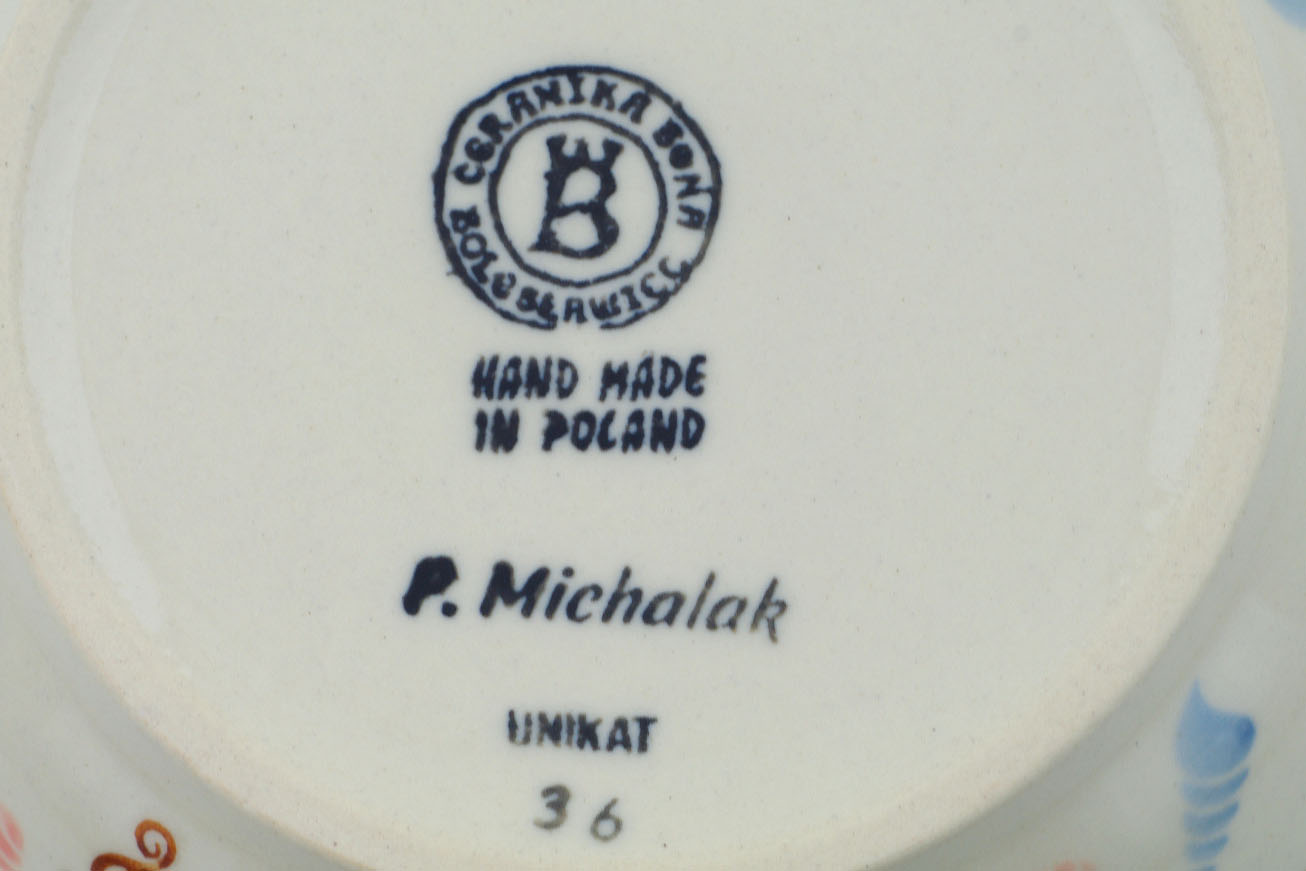 CERAMIKA BONA
BOLESŁAWIEC
B
HAND MADE
IN POLAND
P. Michalak
UNIKAT
36